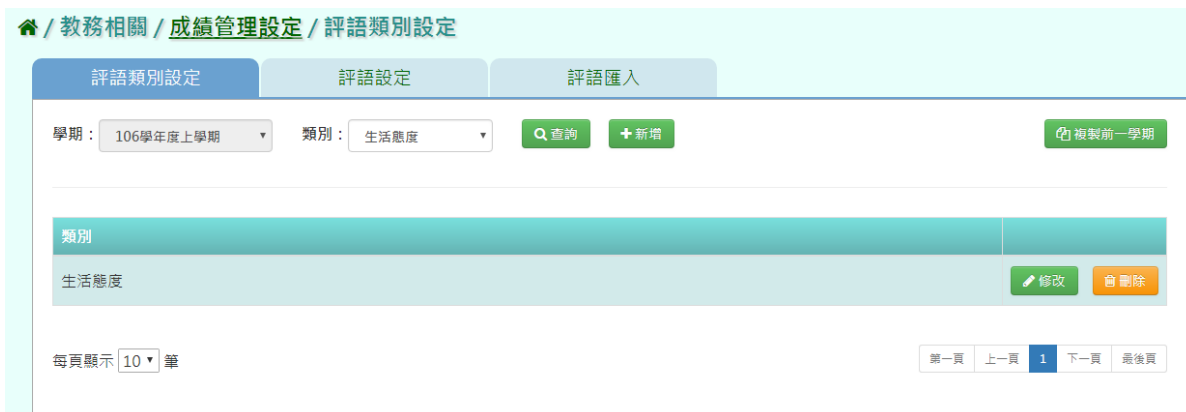 / 教務相關 / 成績管理設定 / 評語類別設定
評語類別設定 評語設定 評語匯入
學期： 106學年度上學期 類別： 生活態度 查詢 新增 複製前一學期
類別
生活態度 修改 刪除
每頁顯示 10 筆 第一頁 上一頁 1 下一頁 最後頁